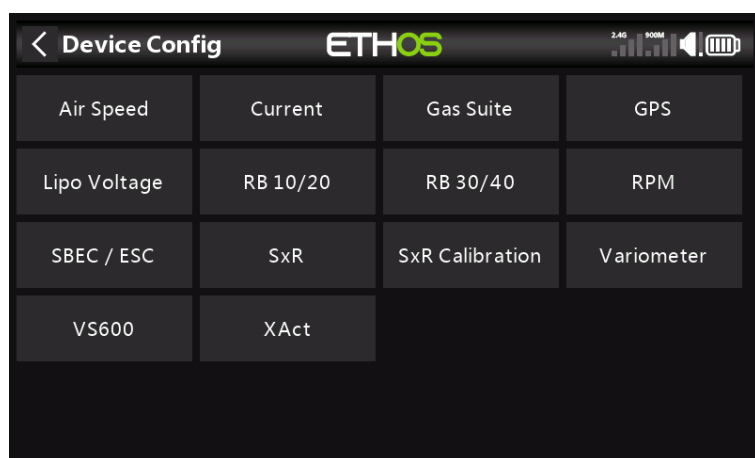 Device Config ETHOS 2.4G 900M
Air Speed Current Gas Suite GPS
Lipo Voltage RB 10/20 RB 30/40 RPM
SBEC / ESC SxR SxR Calibration Variometer
VS600 XAct